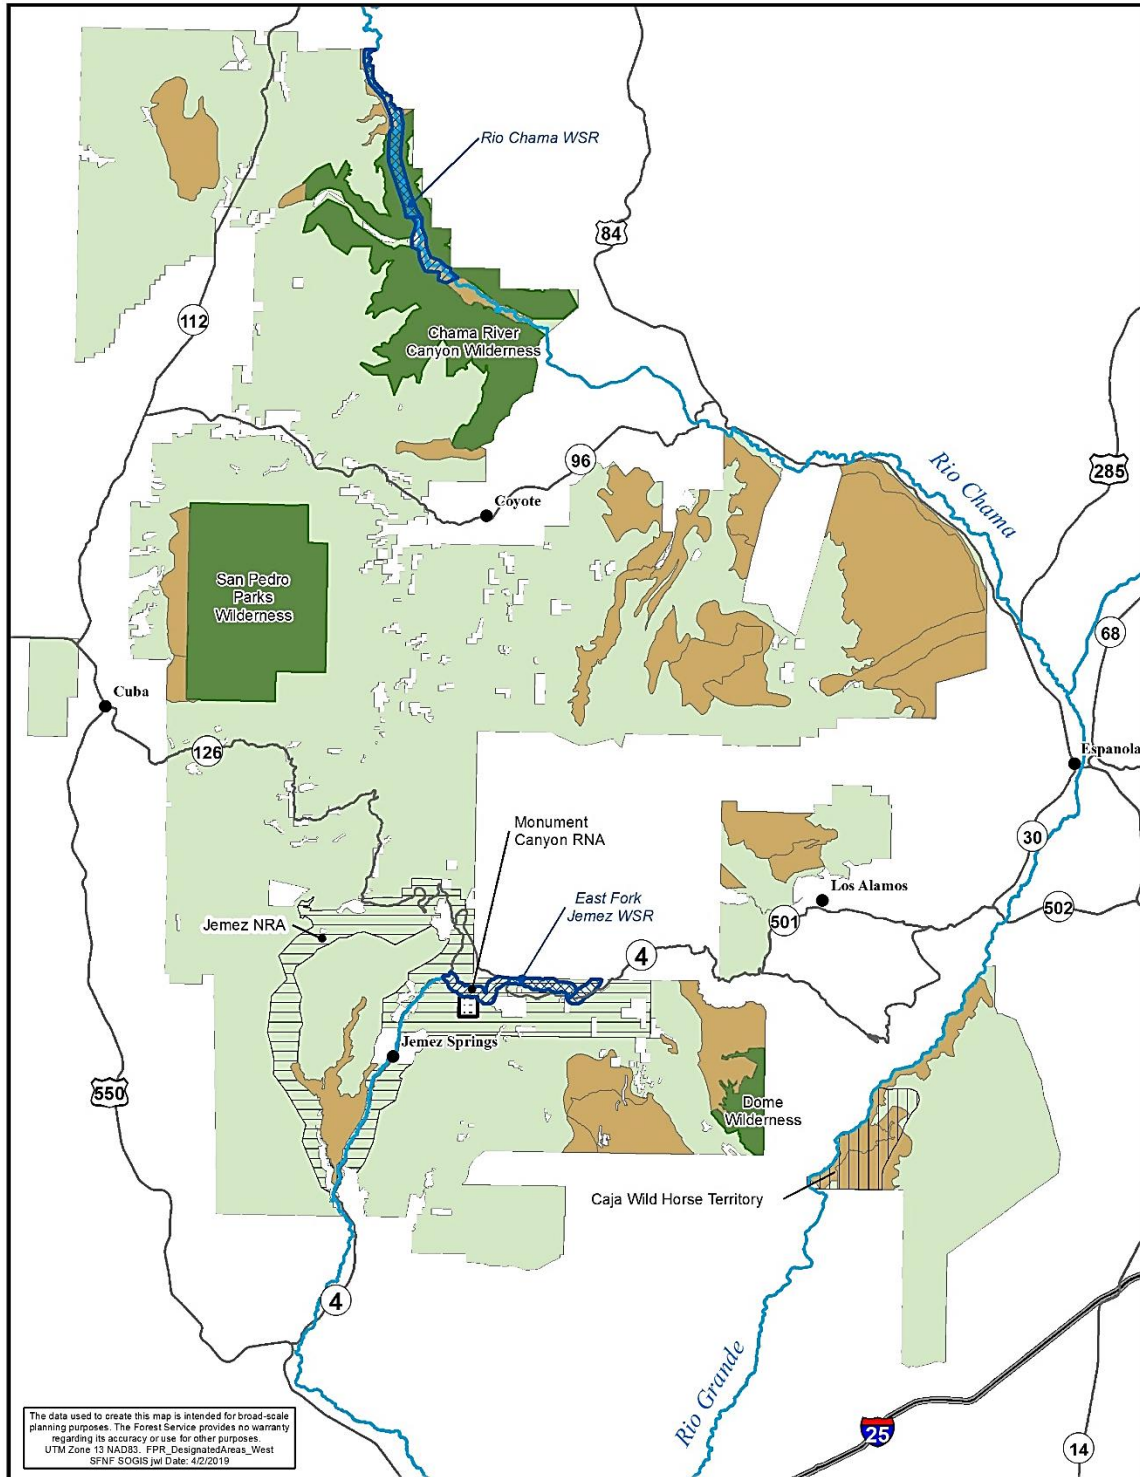 Rio Chama WSR
84
112
Chama River
Canyon Wilderness
96
Rio Chama
285
Coyote
San Pedro
Parks
Wilderness
68
Cuba
126
Espanola
Monument
Canyon RNA
30
Los Alamos
East Fork
Jemez WSR
501
502
Jemez NRA
4
Jemez Springs
550
Dome
Wilderness
Caja Wild Horse Territory
4
Rio Grande
25
14
The data used to create this map is intended for broad-scale
planning purposes. The Forest Service provides no warranty
regarding its accuracy or use for other purposes.
UTM Zone 13 NAD83. FPR_DesignatedAreas_West
SFNF SOGIS jwl Date: 4/2/2019